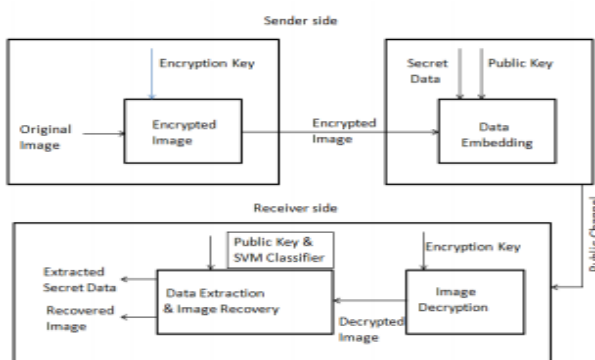 Sender side
Encryption Key
Original
Image
Encrypted
Image
Encrypted
Image
Secret
Data
Public Key
Data
Embedding
Public Channel
Receiver side
Public Key &
SVM Classifier
Encryption Key
Extracted
Secret Data
Recovered
Image
Data Extraction
& Image Recovery
Decrypted
Image
Image
Decryption